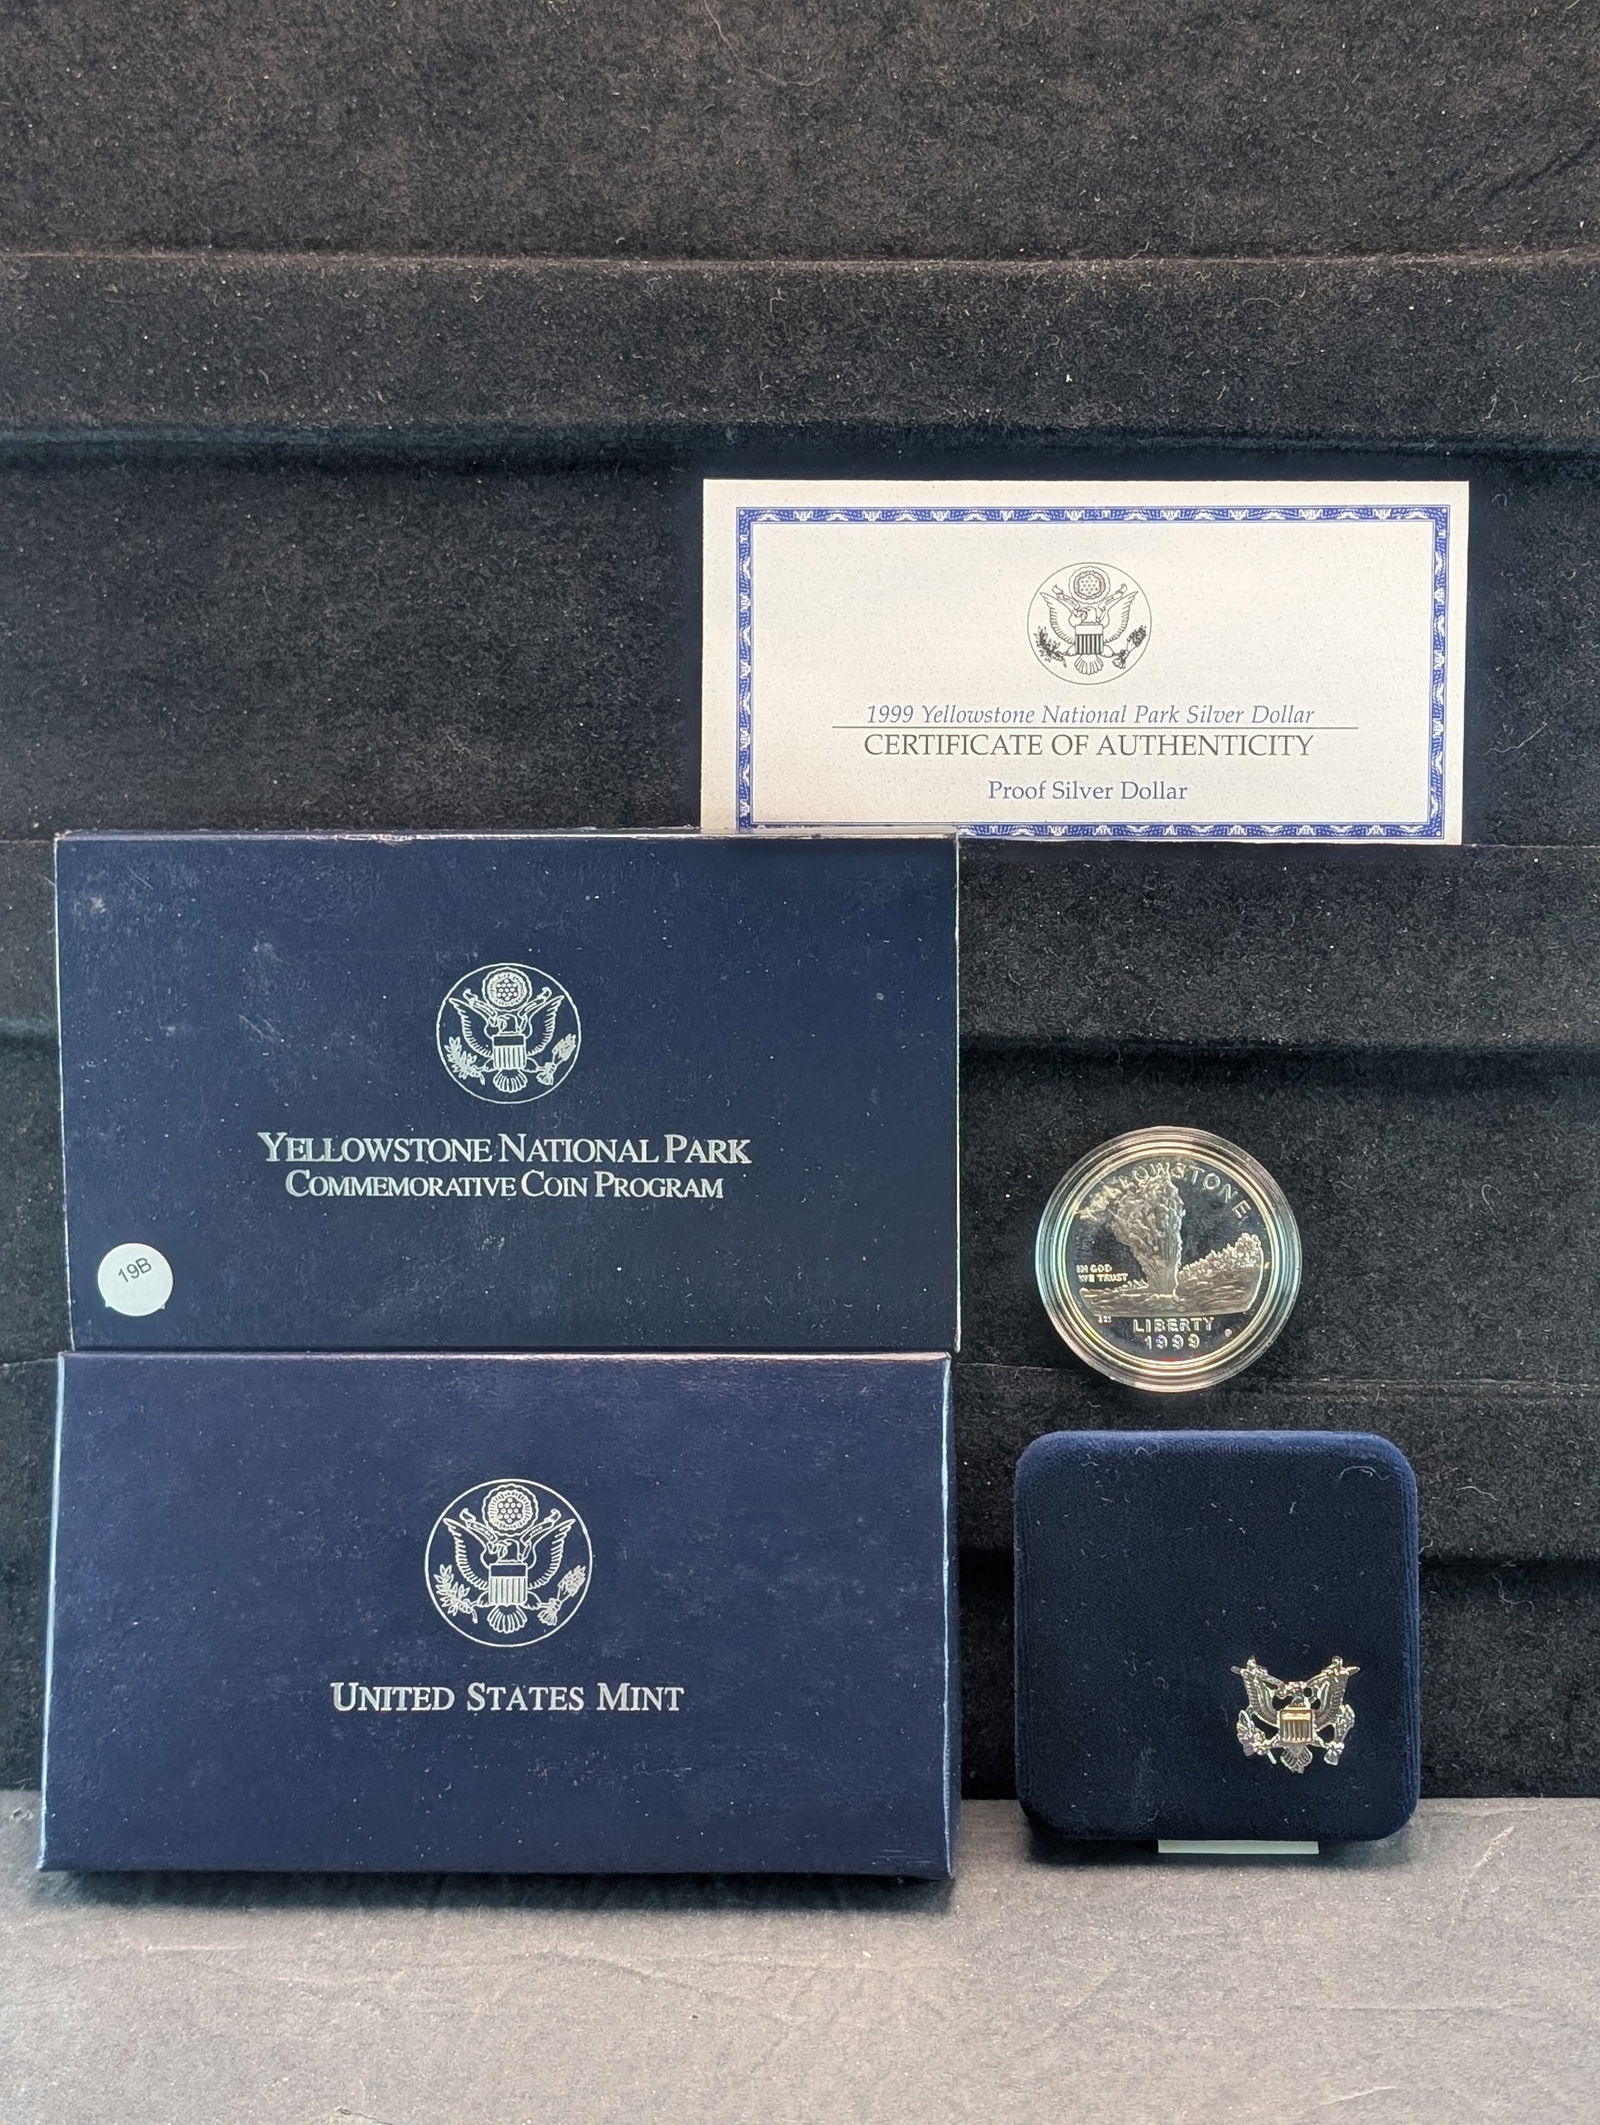 1999 Yellowstone National Park Silver Dollar
CERTIFICATE OF AUTHENTICITY
Proof Silver Dollar
YELLOWSTONE NATIONAL PARK
COMMEMORATIVE COIN PROGRAM
19B
YELLOWSTONE
IN GOD
WE TRUST
LIBERTY
1999
UNITED STATES MINT